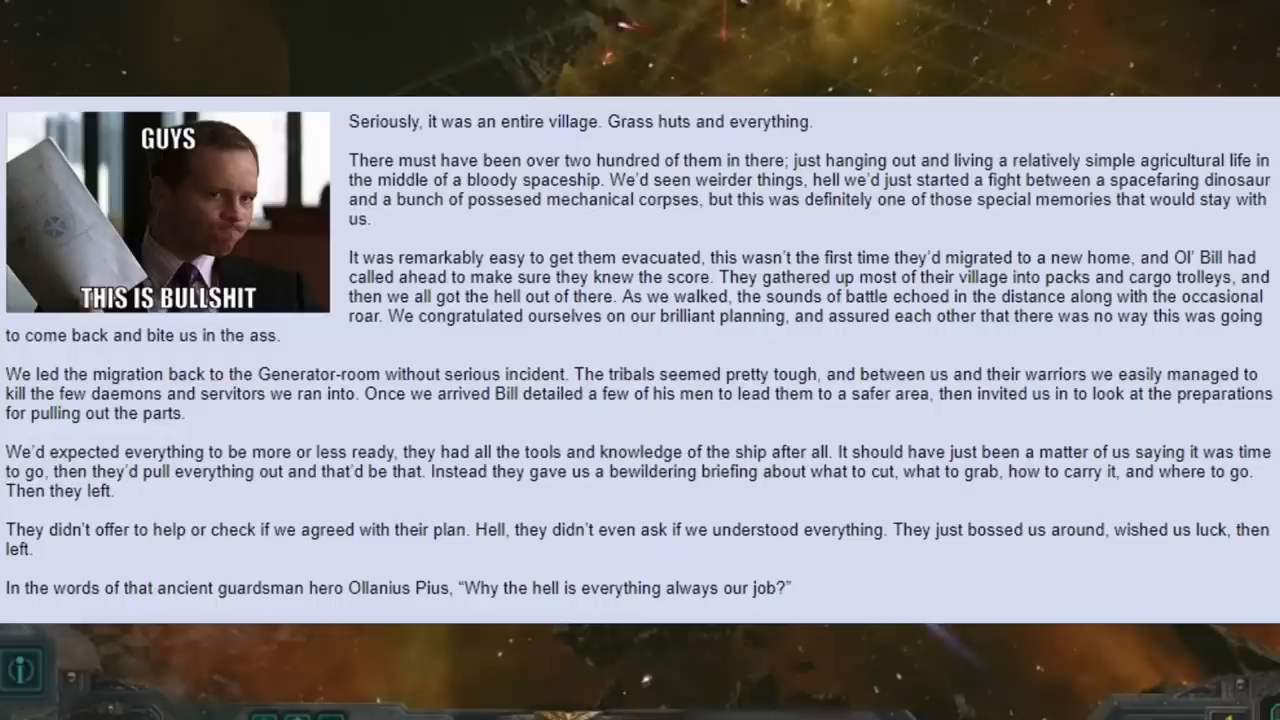 GUYS
THIS IS BULLSHIT
Seriously, it was an entire village. Grass huts and everything.
There must have been over two hundred of them in there; just hanging out and living a relatively simple agricultural life in
the middle of a bloody spaceship. We'd seen weirder things, hell we'd just started a fight between a spacefaring dinosaur
and a bunch of possesed mechanical corpses, but this was definitely one of those special memories that would stay with
us.
It was remarkably easy to get them evacuated, this wasn't the first time they'd migrated to a new home, and Ol' Bill had
called ahead to make sure they knew the score. They gathered up most of their village into packs and cargo trolleys, and
then we all got the hell out of there. As we walked, the sounds of battle echoed in the distance along with the occasional
roar. We congratulated ourselves on our brilliant planning, and assured each other that there was no way this was going
to come back and bite us in the ass.
We led the migration back to the Generator-room without serious incident. The tribals seemed pretty tough, and between us and their warriors we easily managed to
kill the few daemons and servitors we ran into. Once we arrived Bill detailed a few of his men to lead them to a safer area, then invited us in to look at the preparations
for pulling out the parts.
We'd expected everything to be more or less ready, they had all the tools and knowledge of the ship after all. It should have just been a matter of us saying it was time
to go, then they'd pull everything out and that'd be that. Instead they gave us a bewildering briefing about what to cut, what to grab, how to carry it, and where to go.
Then they left.
They didn't offer to help or check if we agreed with their plan. Hell, they didn't even ask if we understood everything. They just bossed us around, wished us luck, then
left.
In the words of that ancient guardsman hero Ollanius Pius, “Why the hell is everything always our job?”